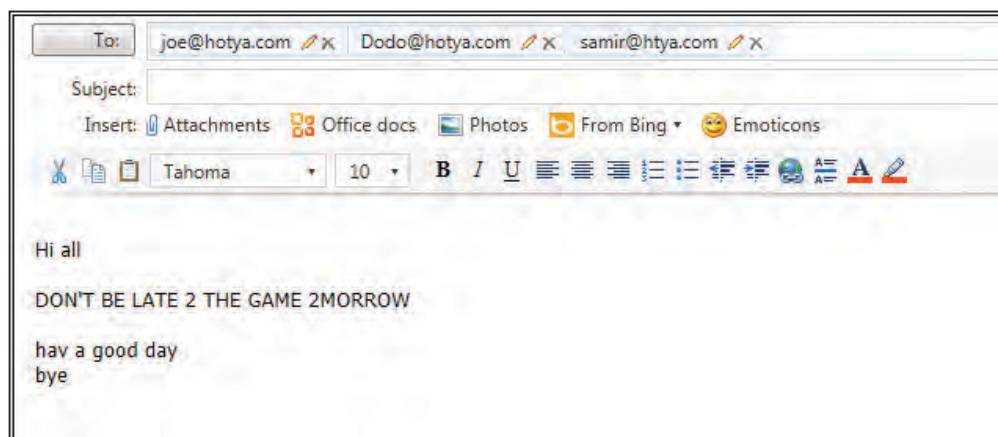 To: joe@hotya.com Dodo@hotya.com samir@htya.com
Subject:
Insert: Attachments Office docs Photos From Bing Emoticons
Tahoma 10 B I U A
Hi all
DON'T BE LATE 2 THE GAME 2MORROW
hav a good day
bye